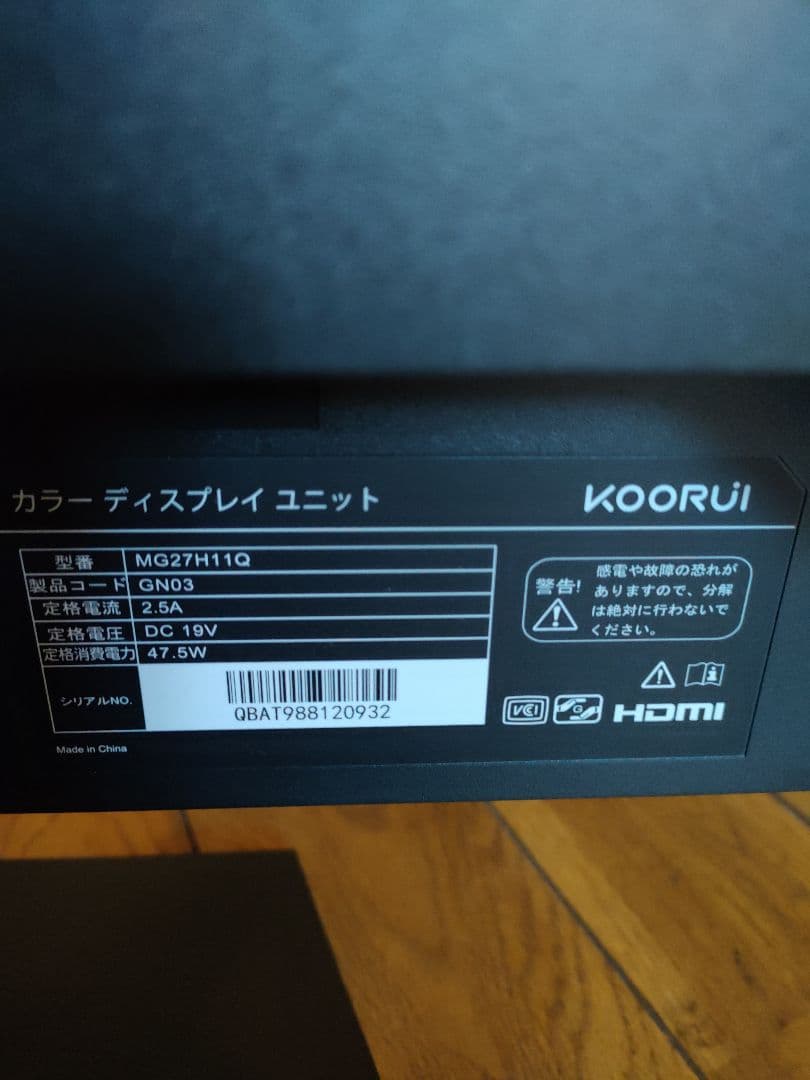 カラー ディスプレイ ユニット
KOORUI
型番 MG27H11Q
製品コード GN03
定格電流 2.5A
定格電圧 DC 19V
定格消費電力 47.5W
シリアルNO. QBAT988120932
Made in China
警告!
感電や故障の恐れが
ありますので、分解
は絶対に行わないで
ください。
VCCI
G
HDMI